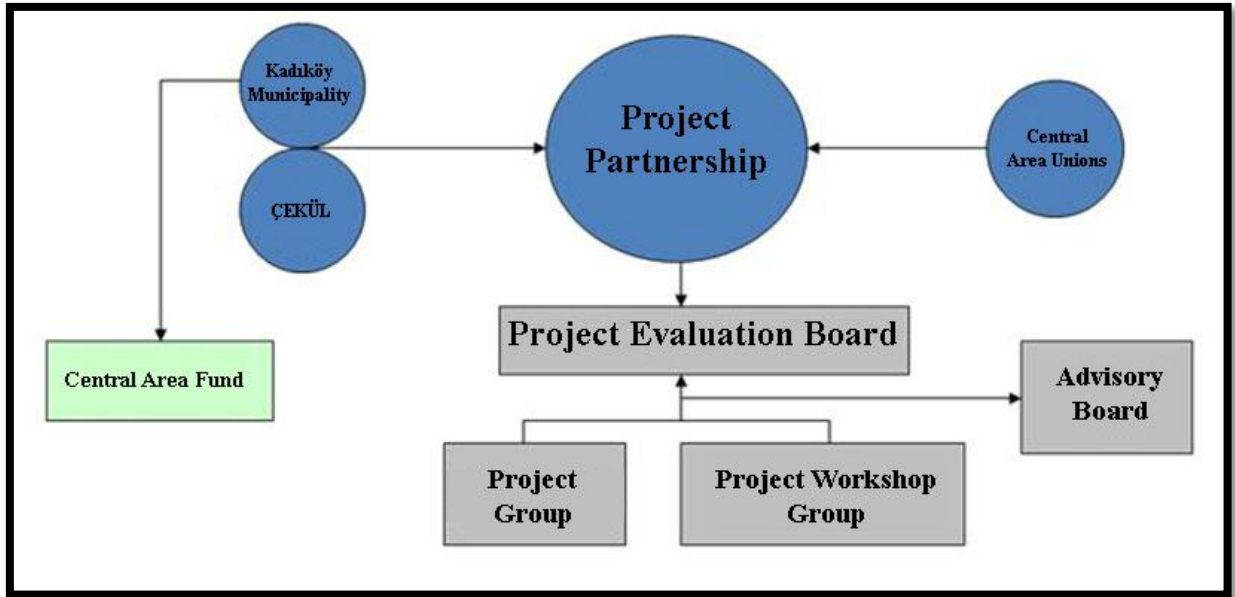 Kadıköy
Municipality
ÇEKÜL
Project
Partnership
Central
Area Unions
Project Evaluation Board
Central Area Fund
Advisory
Board
Project
Group
Project Workshop
Group